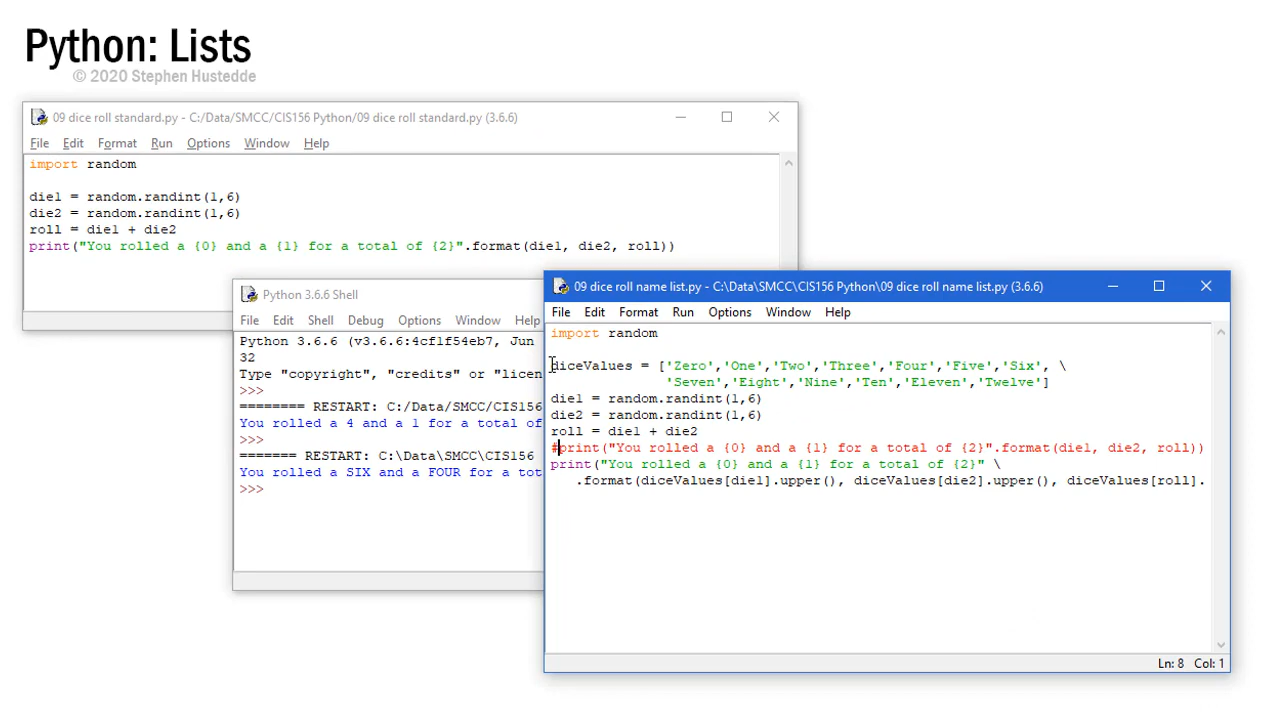 Python: Lists
© 2020 Stephen Hustedde
09 dice roll standard.py - C:/Data/SMCC/CIS156 Python/09 dice roll standard.py (3.6.6)
File Edit Format Run Options Window Help
import random
die1 = random.randint(1,6)
die2 = random.randint(1,6)
roll = die1 + die2
print("You rolled a {0} and a {1} for a total of {2}".format(die1, die2, roll))
Python 3.6.6 Shell
File Edit Shell Debug Options Window Help
Python 3.6.6 (v3.6.6:4cf1f54eb7, Jun
32
Type "copyright", "credits" or "licen
>>>
======== RESTART: C:/Data/SMCC/CIS156
You rolled a 4 and a 1 for a total of
>>>
======== RESTART: C:\Data\SMCC\CIS156
You rolled a SIX and a FOUR for a tot
>>>
09 dice roll name list.py - C:\Data\SMCC\CIS156 Python\09 dice roll name list.py (3.6.6)
File Edit Format Run Options Window Help
import random
diceValues = ['Zero','One','Two','Three','Four','Five','Six', \
'Seven','Eight','Nine','Ten','Eleven','Twelve']
die1 = random.randint(1,6)
die2 = random.randint(1,6)
roll = die1 + die2
#print("You rolled a {0} and a {1} for a total of {2}".format(die1, die2, roll))
print("You rolled a {0} and a {1} for a total of {2}" \
.format(diceValues[die1].upper(), diceValues[die2].upper(), diceValues[roll].
Ln: 8 Col: 1